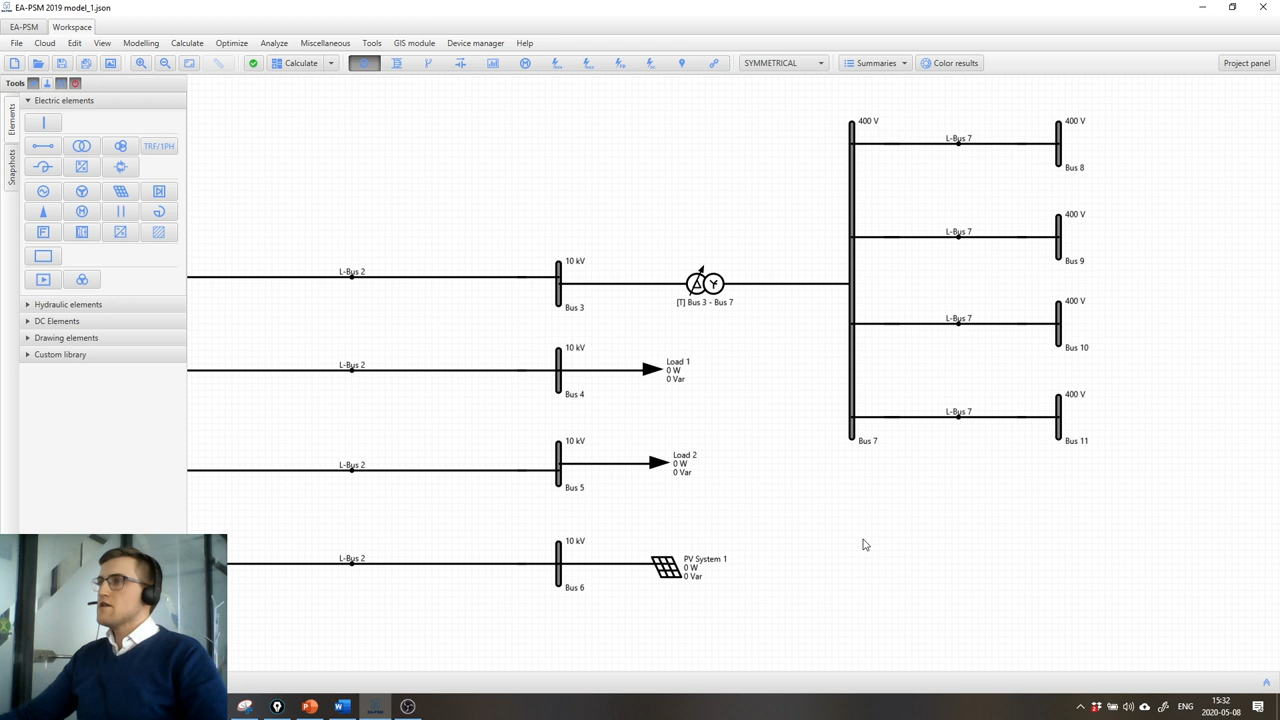 EA-PSM 2019 model_1.json
EA-PSM Workspace
File Cloud Edit View Modelling Calculate Optimize Analyze Miscellaneous Tools GIS module Device manager Help
Calculate SYMMETRICAL Summaries Color results Project panel
Tools
Elements
Snapshots
Electric elements
TRF/1PH
Hydraulic elements
DC Elements
Drawing elements
Custom library
L-Bus 2
10 kV
Bus 3
[T] Bus 3 - Bus 7
L-Bus 2
10 kV
Bus 4
Load 1
0 W
0 Var
L-Bus 2
10 kV
Bus 5
Load 2
0 W
0 Var
L-Bus 2
10 kV
Bus 6
PV System 1
0 W
0 Var
400 V
Bus 7
L-Bus 7
400 V
Bus 8
L-Bus 7
400 V
Bus 9
L-Bus 7
400 V
Bus 10
L-Bus 7
400 V
Bus 11
ENG
15:32
2020-05-08